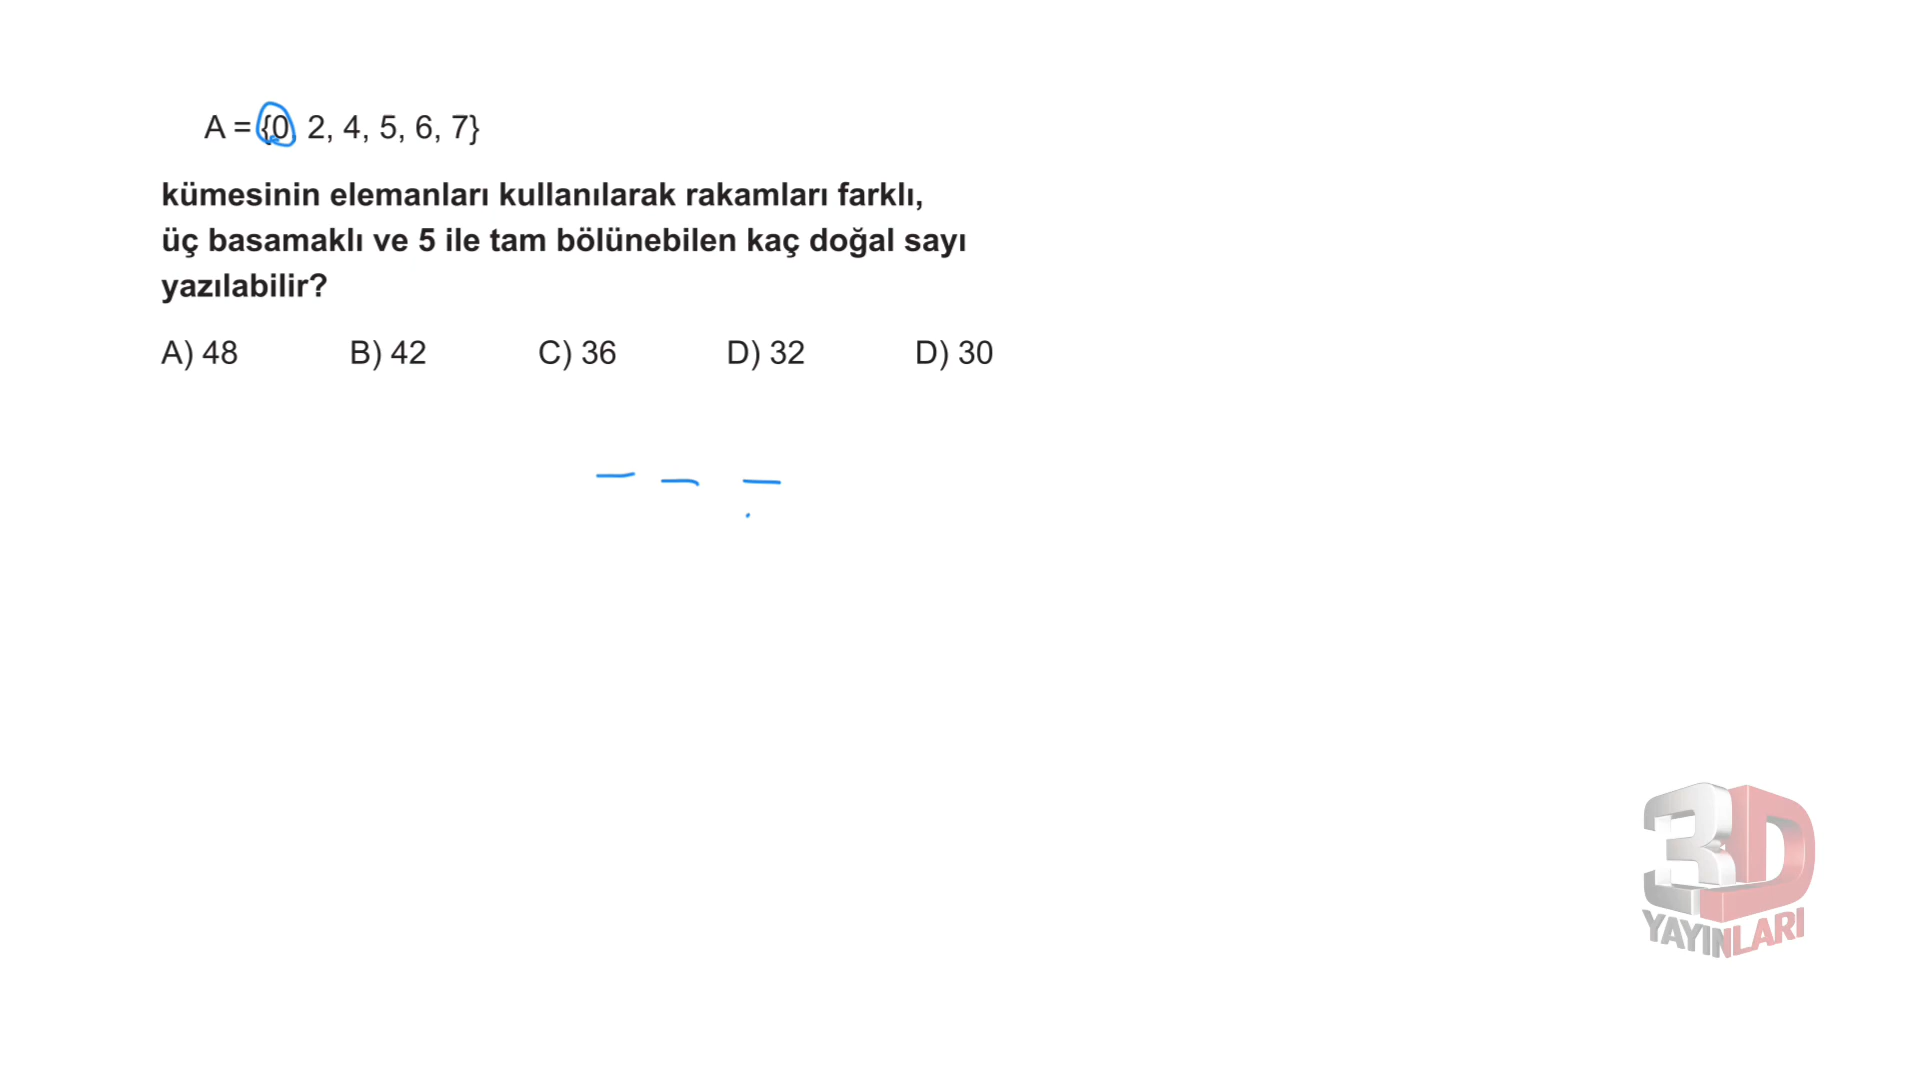 A = {0, 2, 4, 5, 6, 7}
kümesinin elemanları kullanılarak rakamları farklı,
üç basamaklı ve 5 ile tam bölünebilen kaç doğal sayı
yazılabilir?
A) 48 B) 42 C) 36 D) 32 D) 30
3D
YAYINLARI